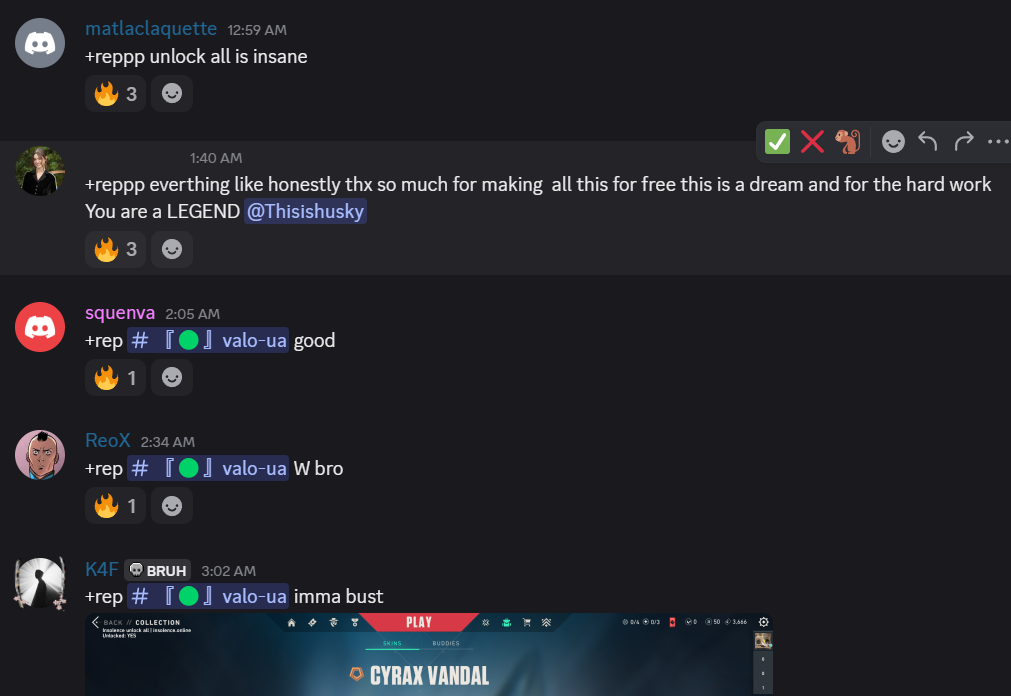 matlaclaquette 12:59 AM
+reppp unlock all is insane
3
1:40 AM
+reppp everthing like honestly thx so much for making all this for free this is a dream and for the hard work
You are a LEGEND @Thisishusky
3
squenva 2:05 AM
+rep # 『🟢』valo-ua good
1
ReoX 2:34 AM
+rep # 『🟢』valo-ua W bro
1
K4F BRUH 3:02 AM
+rep # 『🟢』valo-ua imma bust
BACK // COLLECTION
Insolence unlock all | insolence.online
Unlocked: YES
PLAY
0/4 0/3 0 50 3,666
SKINS BUDDIES
CYRAX VANDAL